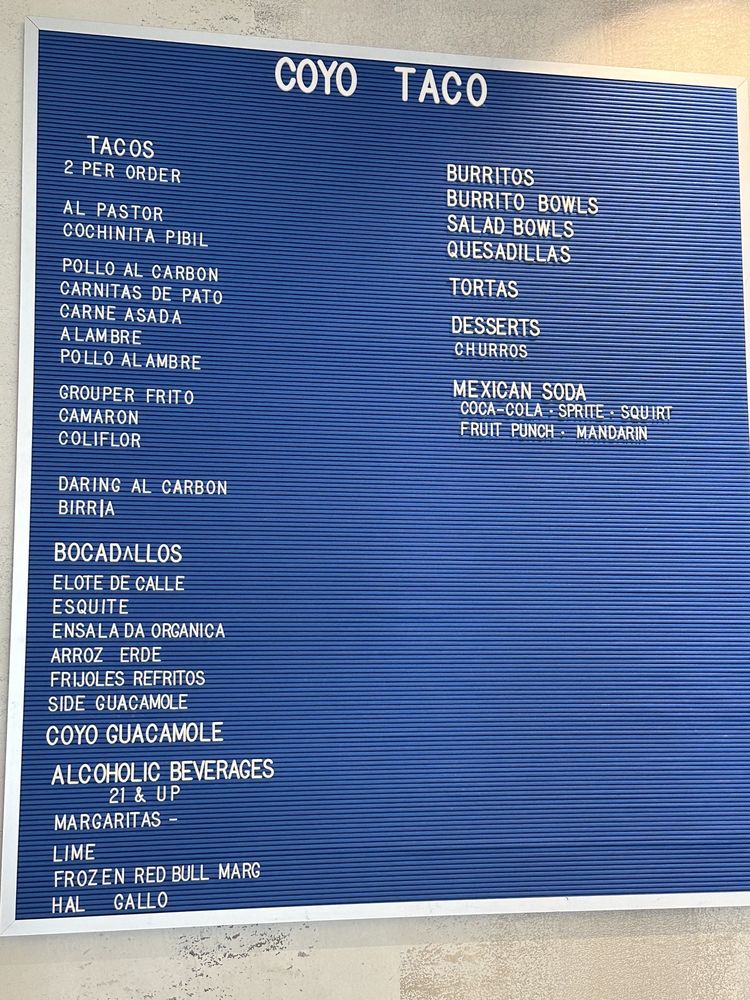 COYO TACO
TACOS
2 PER ORDER
AL PASTOR
COCHINITA PIBIL
POLLO AL CARBON
CARNITAS DE PATO
CARNE ASADA
ALAMBRE
POLLO ALAMBRE
GROUPER FRITO
CAMARON
COLIFLOR
DARING AL CARBON
BIRRIA
BOCADALLOS
ELOTE DE CALLE
ESQUITE
ENSALADA ORGANICA
ARROZ ERDE
FRIJOLES REFRITOS
SIDE GUACAMOLE
COYO GUACAMOLE
ALCOHOLIC BEVERAGES
21 & UP
MARGARITAS -
LIME
FROZEN RED BULL MARG
HAL GALLO
BURRITOS
BURRITO BOWLS
SALAD BOWLS
QUESADILLAS
TORTAS
DESSERTS
CHURROS
MEXICAN SODA
COCA-COLA · SPRITE · SQUIRT
FRUIT PUNCH · MANDARIN